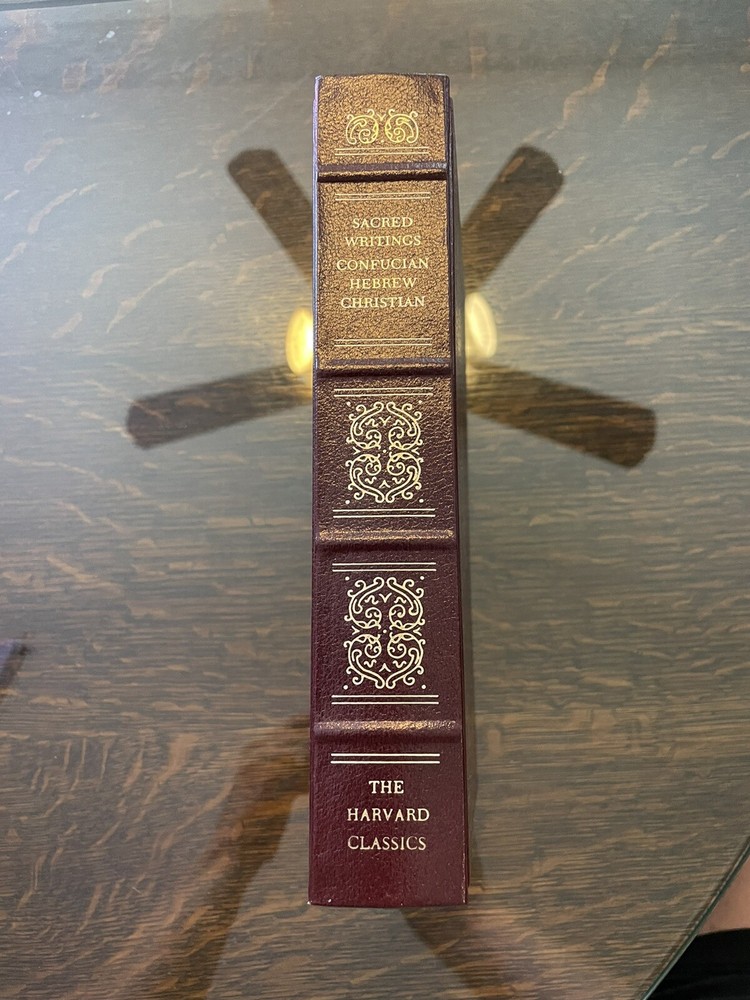 SACRED
WRITINGS
CONFUCIAN
HEBREW
CHRISTIAN
THE
HARVARD
CLASSICS